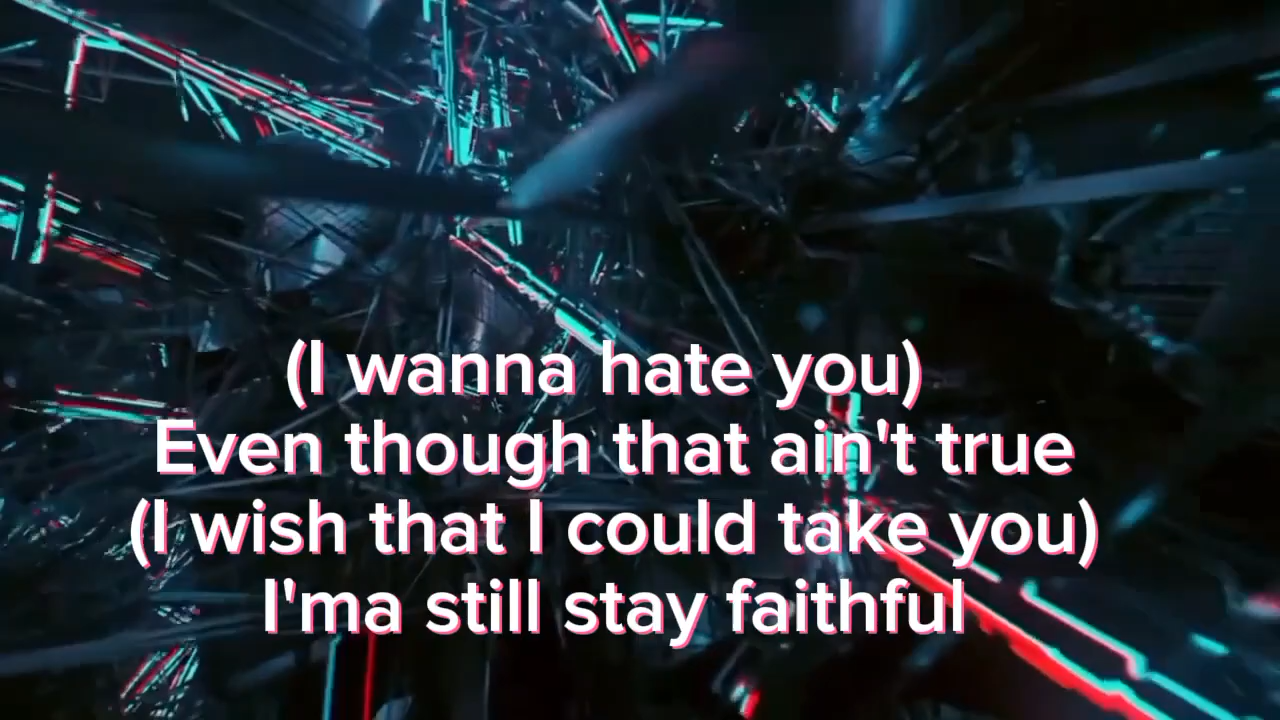 (I wanna hate you)
Even though that ain't true
(I wish that I could take you)
I'ma still stay faithful